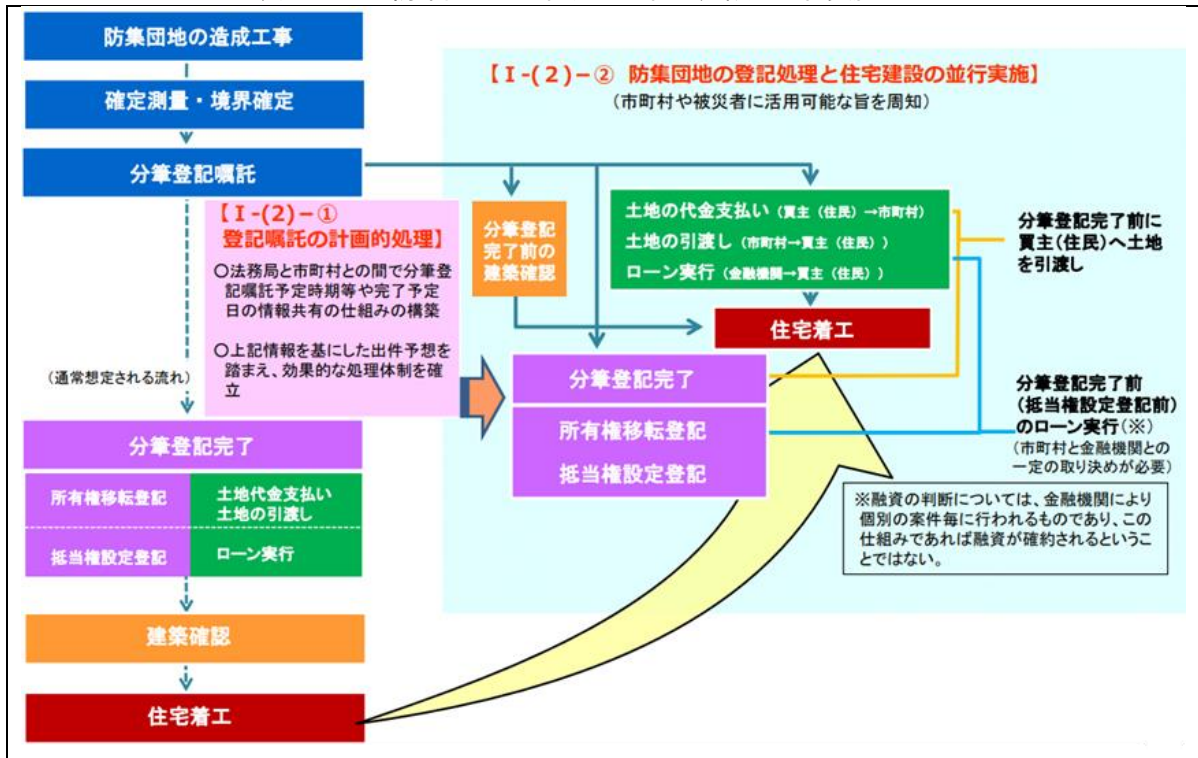 防集団地の造成工事
確定測量・境界確定
分筆登記嘱託
【Ⅰ-(2)-①
登記嘱託の計画的処理】
○法務局と市町村との間で分筆登
記嘱託予定時期等や完了予定
日の情報共有の仕組みの構築
○上記情報を基にした出件予想を
踏まえ、効果的な処理体制を確
立
(通常想定される流れ)
分筆登記完了
所有権移転登記
土地代金支払い
土地の引渡し
抵当権設定登記
ローン実行
建築確認
住宅着工
【Ⅰ-(2)-② 防集団地の登記処理と住宅建設の並行実施】
(市町村や被災者に活用可能な旨を周知)
分筆登記
完了前の
建築確認
土地の代金支払い(買主(住民)→市町村)
土地の引渡し(市町村→買主(住民))
ローン実行(金融機関→買主(住民))
住宅着工
分筆登記完了
所有権移転登記
抵当権設定登記
分筆登記完了前に
買主(住民)へ土地
を引渡し
分筆登記完了前
(抵当権設定登記前)
のローン実行(※)
(市町村と金融機関との
一定の取り決めが必要)
※融資の判断については、金融機関により
個別の案件毎に行われるものであり、この
仕組みであれば融資が確約されるというこ
とではない。